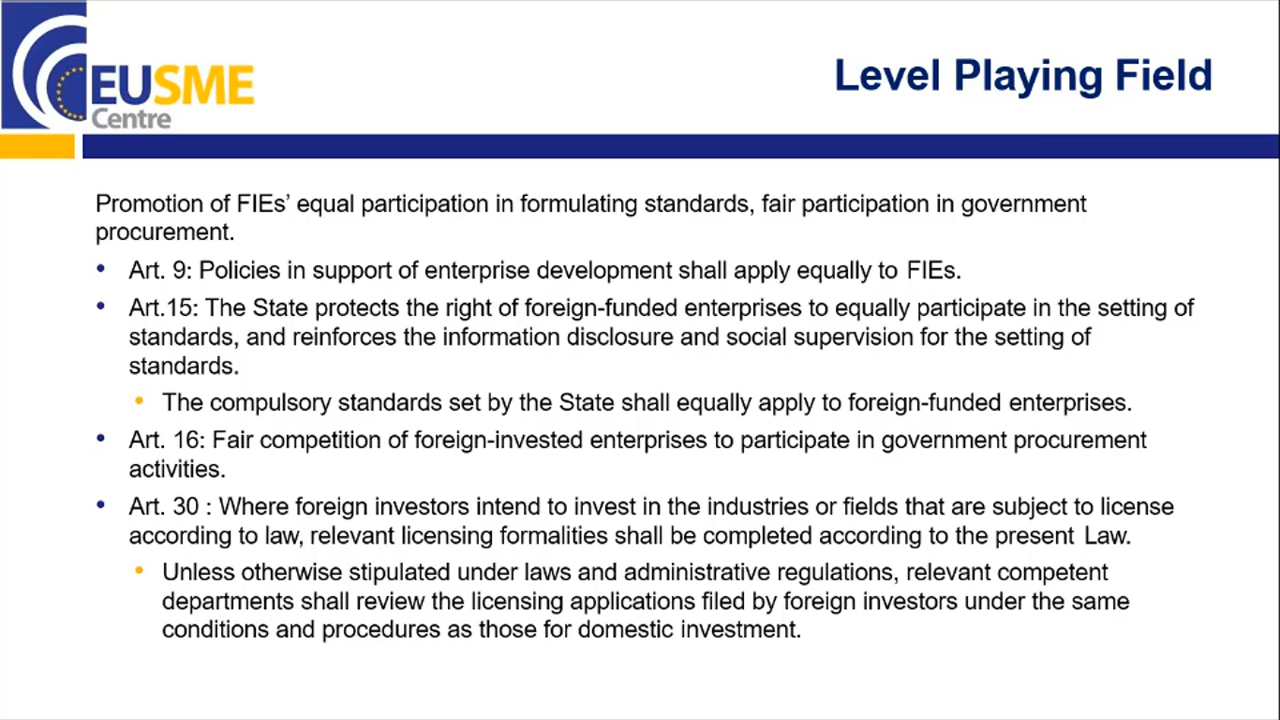 EUSME
Centre
Level Playing Field
Promotion of FIEs’ equal participation in formulating standards, fair participation in government
procurement.
• Art. 9: Policies in support of enterprise development shall apply equally to FIEs.
• Art.15: The State protects the right of foreign-funded enterprises to equally participate in the setting of
standards, and reinforces the information disclosure and social supervision for the setting of
standards.
• The compulsory standards set by the State shall equally apply to foreign-funded enterprises.
• Art. 16: Fair competition of foreign-invested enterprises to participate in government procurement
activities.
• Art. 30 : Where foreign investors intend to invest in the industries or fields that are subject to license
according to law, relevant licensing formalities shall be completed according to the present Law.
• Unless otherwise stipulated under laws and administrative regulations, relevant competent
departments shall review the licensing applications filed by foreign investors under the same
conditions and procedures as those for domestic investment.